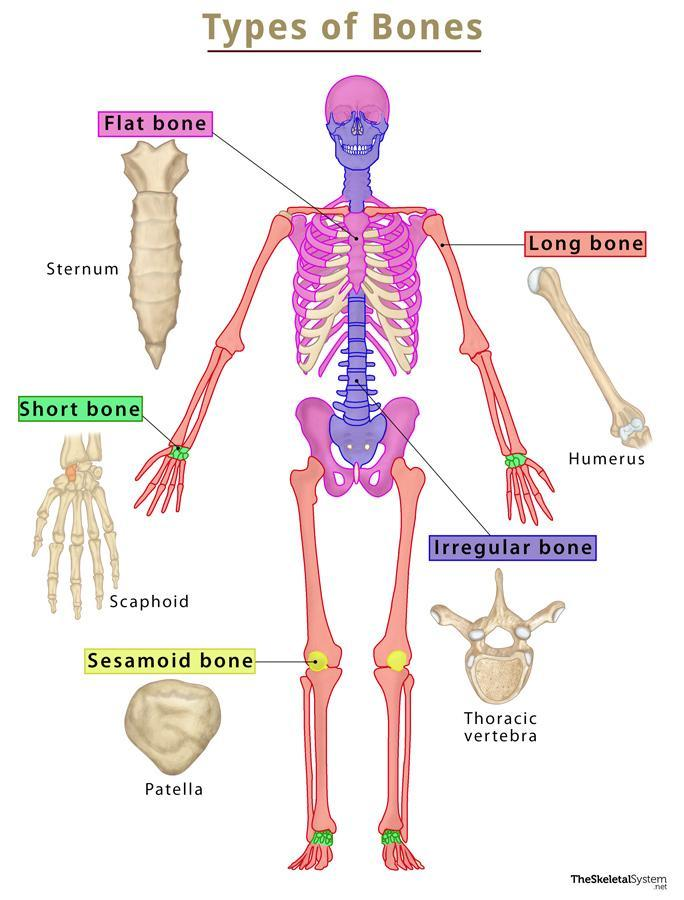 Types of Bones
Flat bone
Sternum
Long bone
Humerus
Short bone
Scaphoid
Irregular bone
Thoracic
vertebra
Sesamoid bone
Patella
TheSkeletalSystem
.net